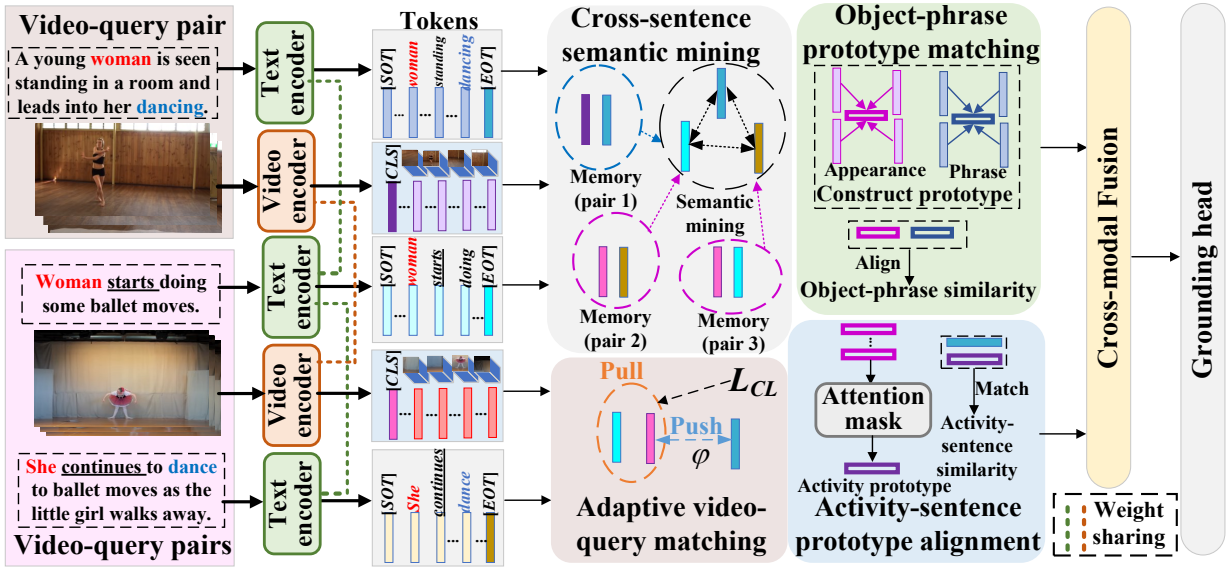 Video-query pair
A young woman is seen
standing in a room and
leads into her dancing.
Woman starts doing
some ballet moves.
She continues to dance
to ballet moves as the
little girl walks away.
Video-query pairs
Text
encoder
Video
encoder
Text
encoder
Video
encoder
Text
encoder
Tokens
[SOT]
woman
standing
dancing
[EOT]
... ...
[CLS]
... ... ...
[SOT]
woman
starts
doing
[EOT]
... ...
[CLS]
... ... ...
[SOT]
She
continues
dance
[EOT]
... ... ...
Cross-sentence
semantic mining
Memory
(pair 1)
Semantic
mining
Memory
(pair 2)
Memory
(pair 3)
Pull
L_CL
Push
φ
Adaptive video-
query matching
Object-phrase
prototype matching
Appearance
Phrase
Construct prototype
Align
Object-phrase similarity
Attention
mask
Match
Activity-
sentence
similarity
Activity prototype
Activity-sentence
prototype alignment
Cross-modal Fusion
Grounding head
Weight
sharing